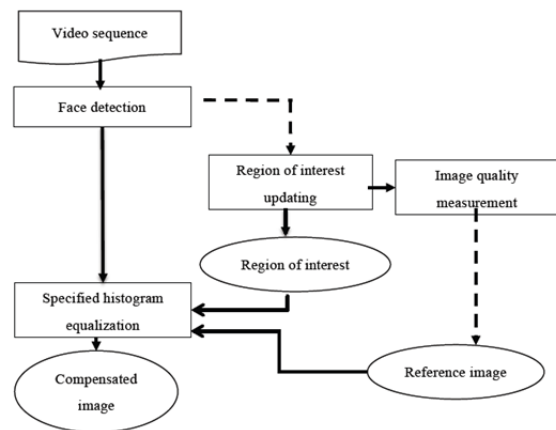 Video sequence
Face detection
Region of interest
updating
Image quality
measurement
Region of interest
Specified histogram
equalization
Reference image
Compensated
image